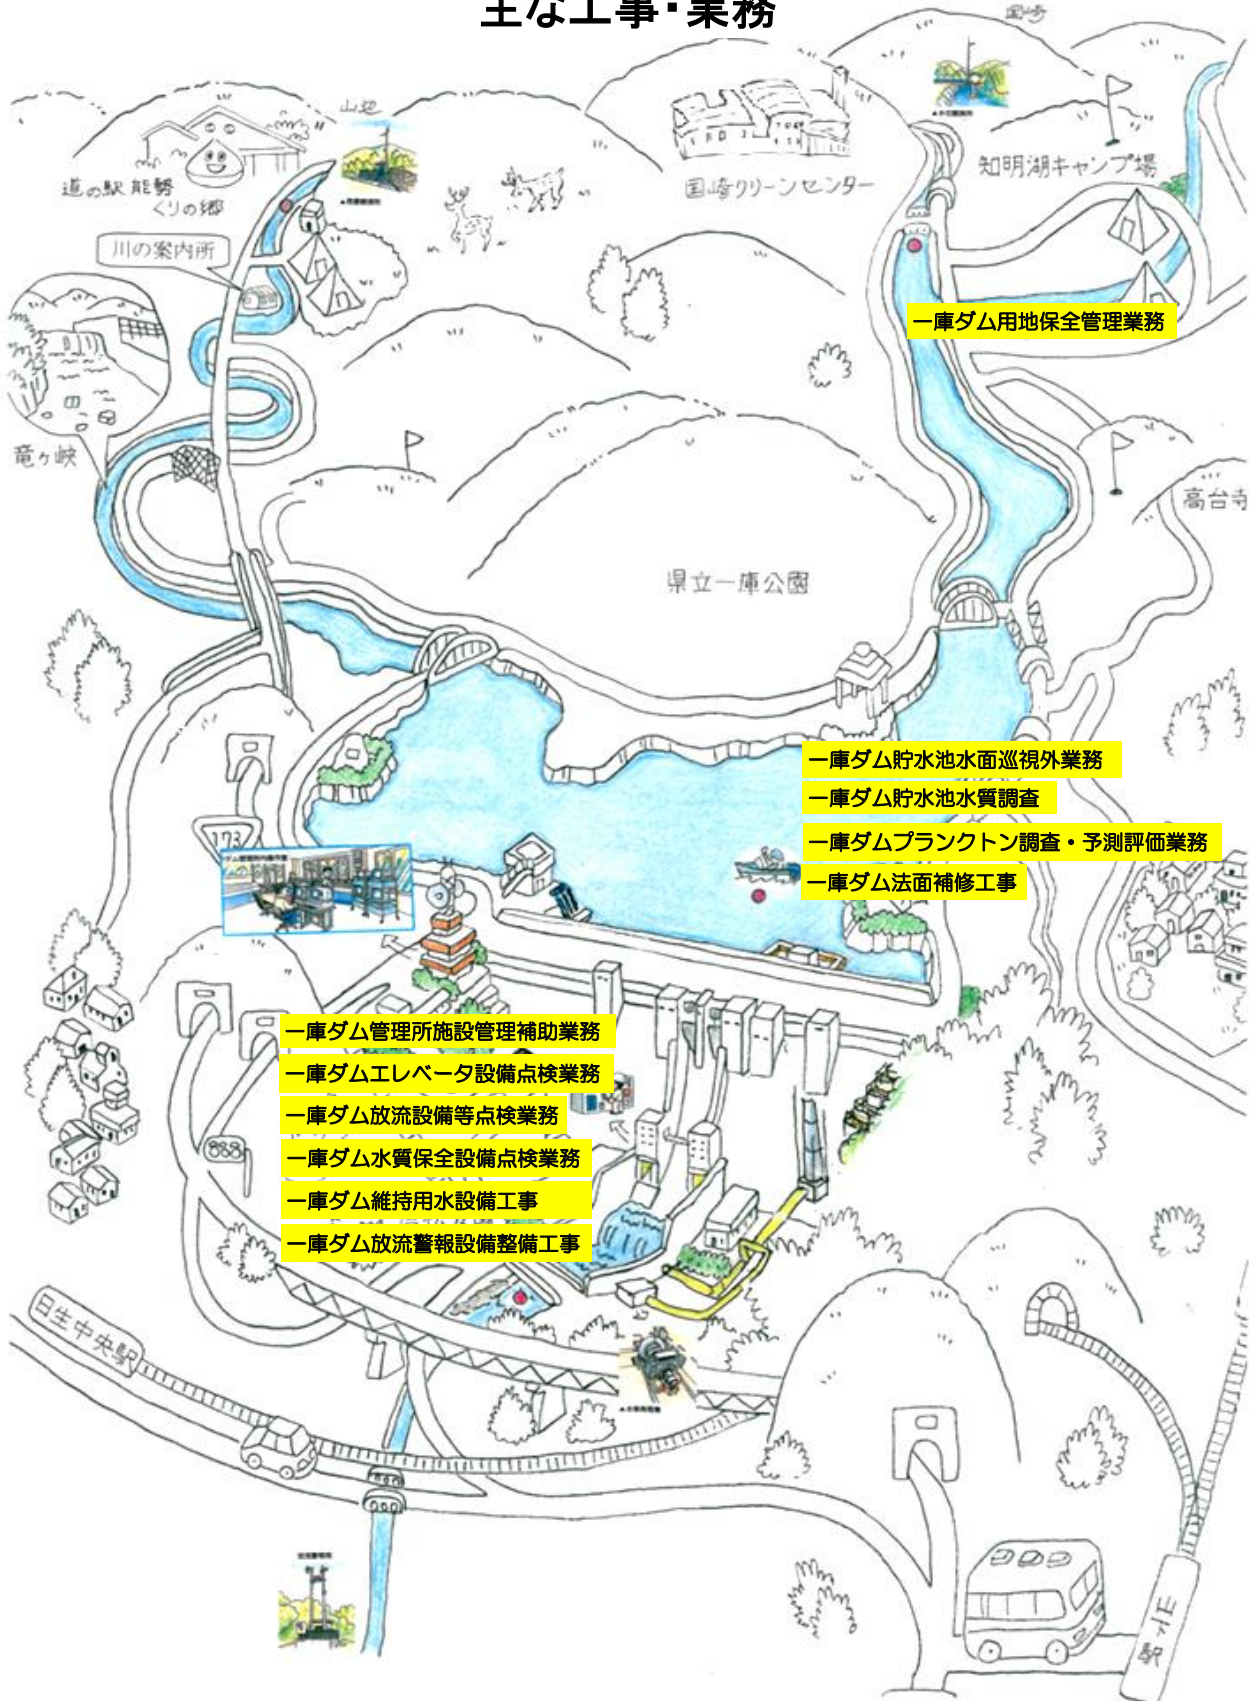 主な工事・業務
国崎
山辺
道の駅 能勢
くりの郷
国崎クリーンセンター
知明湖キャンプ場
川の案内所
一庫ダム用地保全管理業務
竜ヶ峡
高台寺
県立一庫公園
一庫ダム貯水池水面巡視外業務
一庫ダム貯水池水質調査
173
一庫ダムプランクトン調査・予測評価業務
一庫ダム法面補修工事
一庫ダム管理所施設管理補助業務
一庫ダムエレベータ設備点検業務
一庫ダム放流設備等点検業務
一庫ダム水質保全設備点検業務
一庫ダム維持用水設備工事
一庫ダム放流警報設備整備工事
日生中央駅